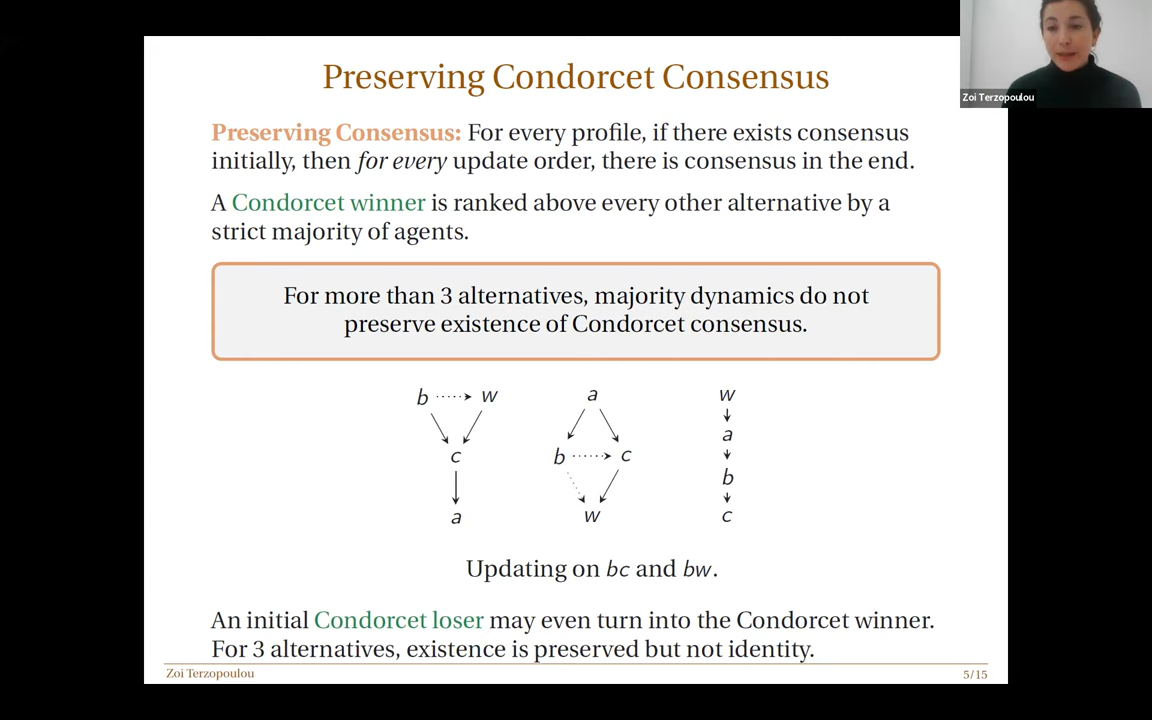 Zoi Terzopoulou
Preserving Condorcet Consensus
Preserving Consensus: For every profile, if there exists consensus
initially, then for every update order, there is consensus in the end.
A Condorcet winner is ranked above every other alternative by a
strict majority of agents.
For more than 3 alternatives, majority dynamics do not
preserve existence of Condorcet consensus.
b w
c
a
a
b c
w
w
a
b
c
Updating on bc and bw.
An initial Condorcet loser may even turn into the Condorcet winner.
For 3 alternatives, existence is preserved but not identity.
Zoi Terzopoulou 5/15